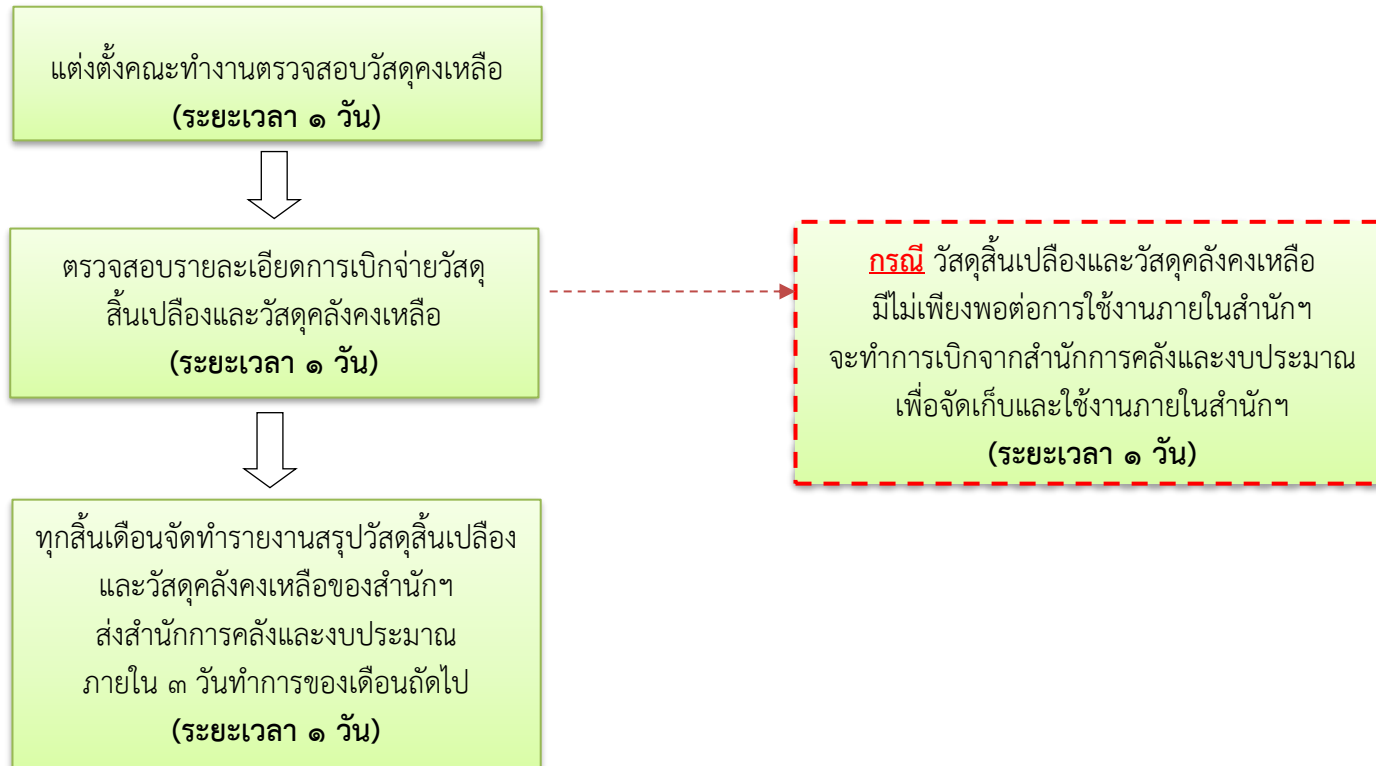 แต่งตั้งคณะทำงานตรวจสอบวัสดุคงเหลือ
(ระยะเวลา ๑ วัน)
ตรวจสอบรายละเอียดการเบิกจ่ายวัสดุ
สิ้นเปลืองและวัสดุคลังคงเหลือ
(ระยะเวลา ๑ วัน)
กรณี วัสดุสิ้นเปลืองและวัสดุคลังคงเหลือ
มีไม่เพียงพอต่อการใช้งานภายในสำนักฯ
จะทำการเบิกจากสำนักการคลังและงบประมาณ
เพื่อจัดเก็บและใช้งานภายในสำนักฯ
(ระยะเวลา ๑ วัน)
ทุกสิ้นเดือนจัดทำรายงานสรุปวัสดุสิ้นเปลือง
และวัสดุคลังคงเหลือของสำนักฯ
ส่งสำนักการคลังและงบประมาณ
ภายใน ๓ วันทำการของเดือนถัดไป
(ระยะเวลา ๑ วัน)